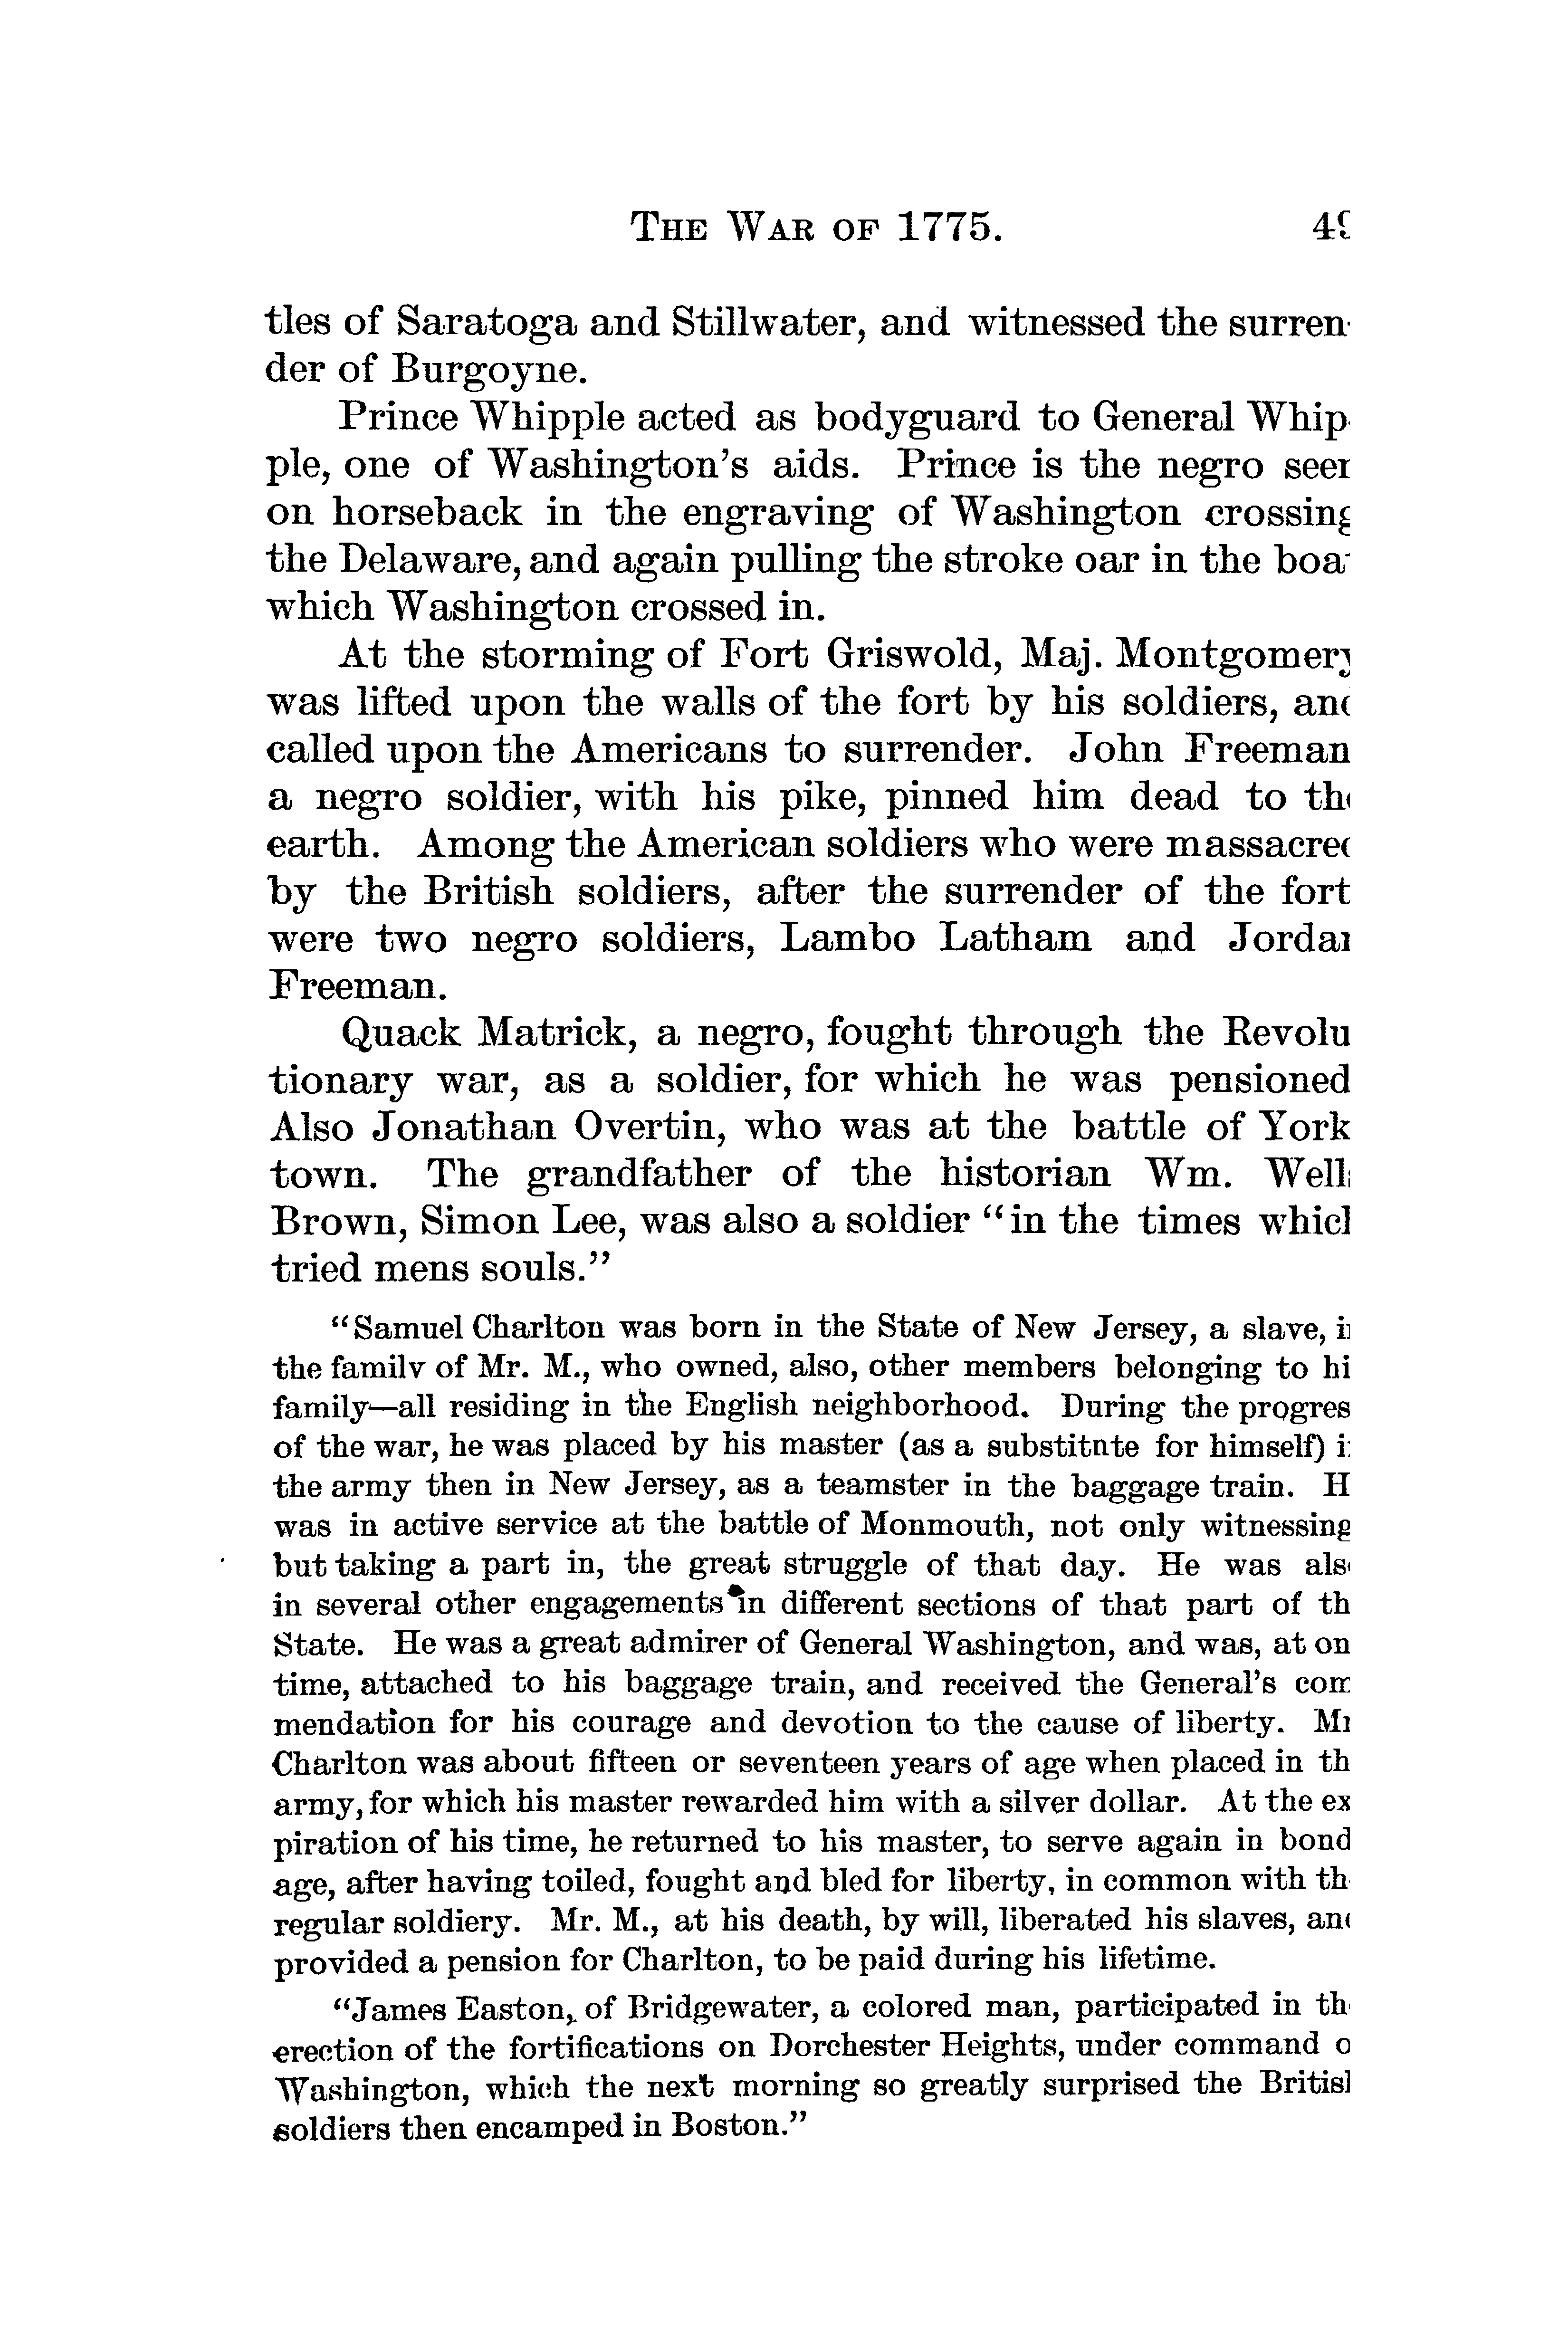 THE WAR OF 1775. 49
tles of Saratoga and Stillwater, and witnessed the surren-
der of Burgoyne.
Prince Whipple acted as bodyguard to General Whip-
ple, one of Washington's aids. Prince is the negro seen
on horseback in the engraving of Washington crossing
the Delaware, and again pulling the stroke oar in the boat
which Washington crossed in.
At the storming of Fort Griswold, Maj. Montgomery
was lifted upon the walls of the fort by his soldiers, and
called upon the Americans to surrender. John Freeman
a negro soldier, with his pike, pinned him dead to the
earth. Among the American soldiers who were massacred
by the British soldiers, after the surrender of the fort
were two negro soldiers, Lambo Latham and Jordan
Freeman.
Quack Matrick, a negro, fought through the Revolu
tionary war, as a soldier, for which he was pensioned
Also Jonathan Overtin, who was at the battle of York
town. The grandfather of the historian Wm. Wells
Brown, Simon Lee, was also a soldier "in the times which
tried mens souls."
"Samuel Charlton was born in the State of New Jersey, a slave, in
the family of Mr. M., who owned, also, other members belonging to hi
family—all residing in the English neighborhood. During the progres
of the war, he was placed by his master (as a substitnte for himself) in
the army then in New Jersey, as a teamster in the baggage train. H
was in active service at the battle of Monmouth, not only witnessing
but taking a part in, the great struggle of that day. He was also
in several other engagements in different sections of that part of th
State. He was a great admirer of General Washington, and was, at on
time, attached to his baggage train, and received the General's com
mendation for his courage and devotion to the cause of liberty. Mr
Charlton was about fifteen or seventeen years of age when placed in th
army, for which his master rewarded him with a silver dollar. At the ex
piration of his time, he returned to his master, to serve again in bond
age, after having toiled, fought and bled for liberty, in common with th
regular soldiery. Mr. M., at his death, by will, liberated his slaves, and
provided a pension for Charlton, to be paid during his lifetime.
"James Easton, of Bridgewater, a colored man, participated in th
erection of the fortifications on Dorchester Heights, under command o
Washington, which the next morning so greatly surprised the British
soldiers then encamped in Boston."